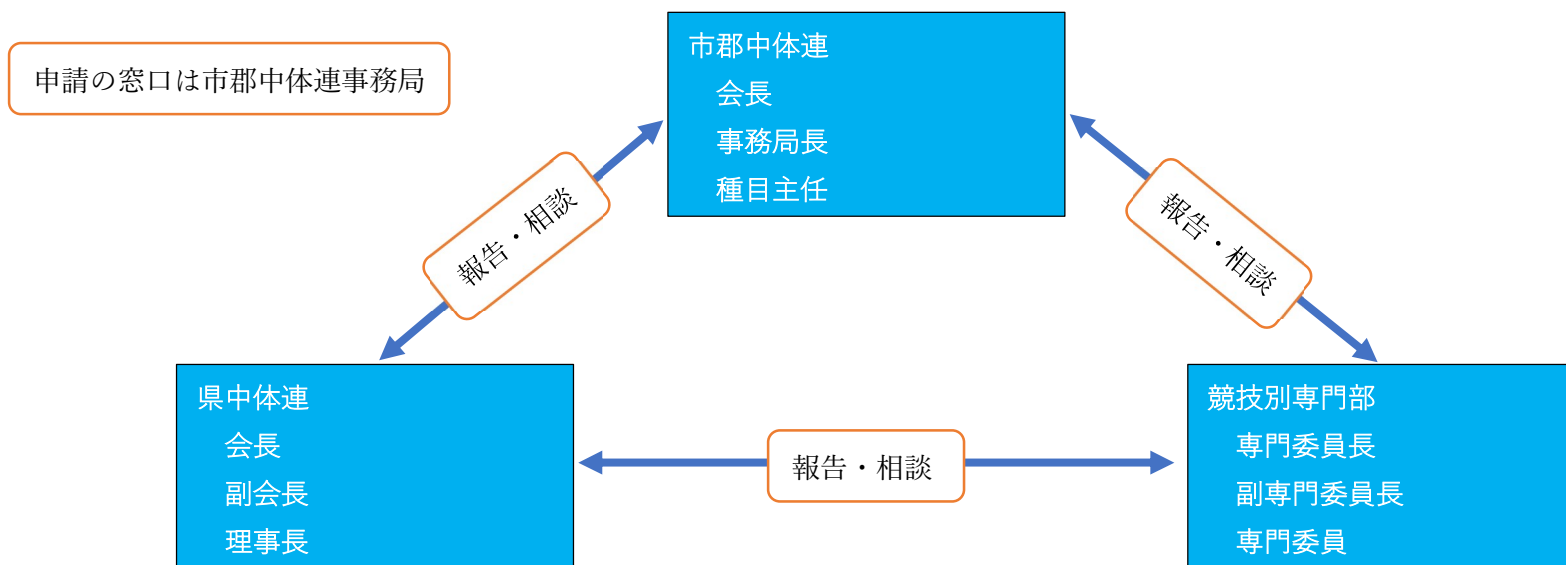 申請の窓口は市郡中体連事務局
市郡中体連
会長
事務局長
種目主任
報告・相談
報告・相談
県中体連
会長
副会長
理事長
報告・相談
競技別専門部
専門委員長
副専門委員長
専門委員